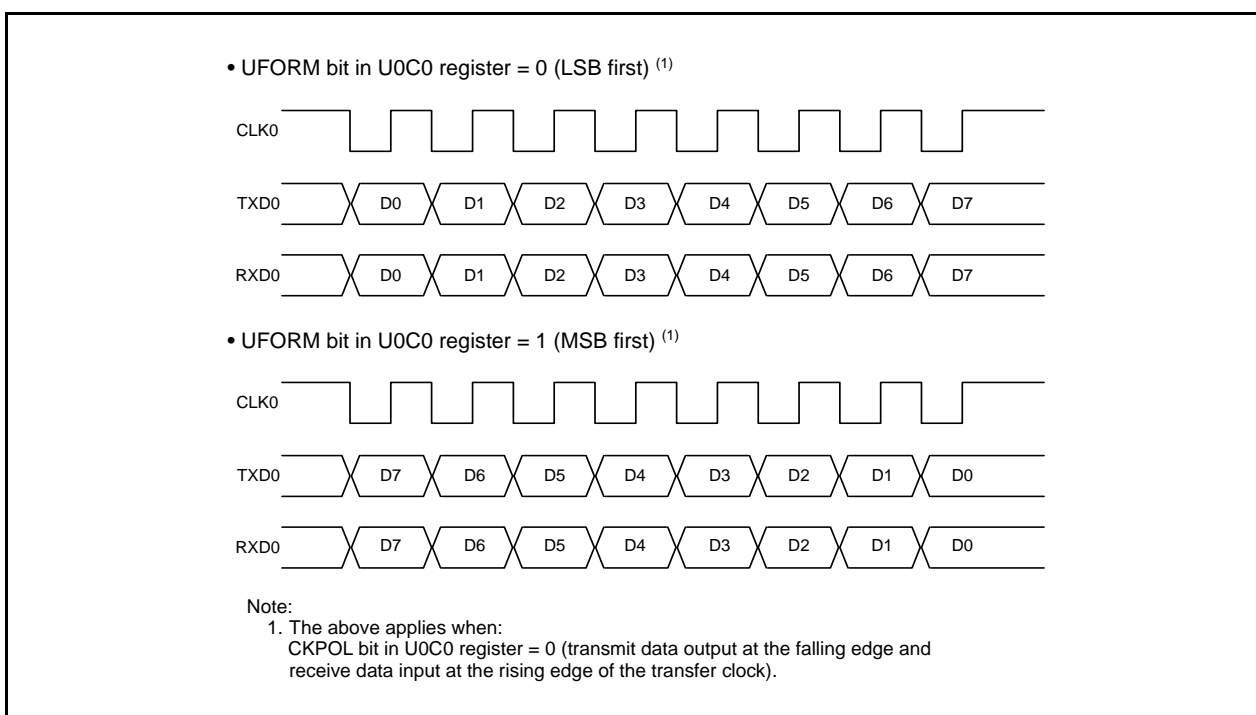 • UFORM bit in U0C0 register = 0 (LSB first) (1)
CLK0
TXD0 D0 D1 D2 D3 D4 D5 D6 D7
RXD0 D0 D1 D2 D3 D4 D5 D6 D7
• UFORM bit in U0C0 register = 1 (MSB first) (1)
CLK0
TXD0 D7 D6 D5 D4 D3 D2 D1 D0
RXD0 D7 D6 D5 D4 D3 D2 D1 D0
Note:
1. The above applies when:
CKPOL bit in U0C0 register = 0 (transmit data output at the falling edge and
receive data input at the rising edge of the transfer clock).